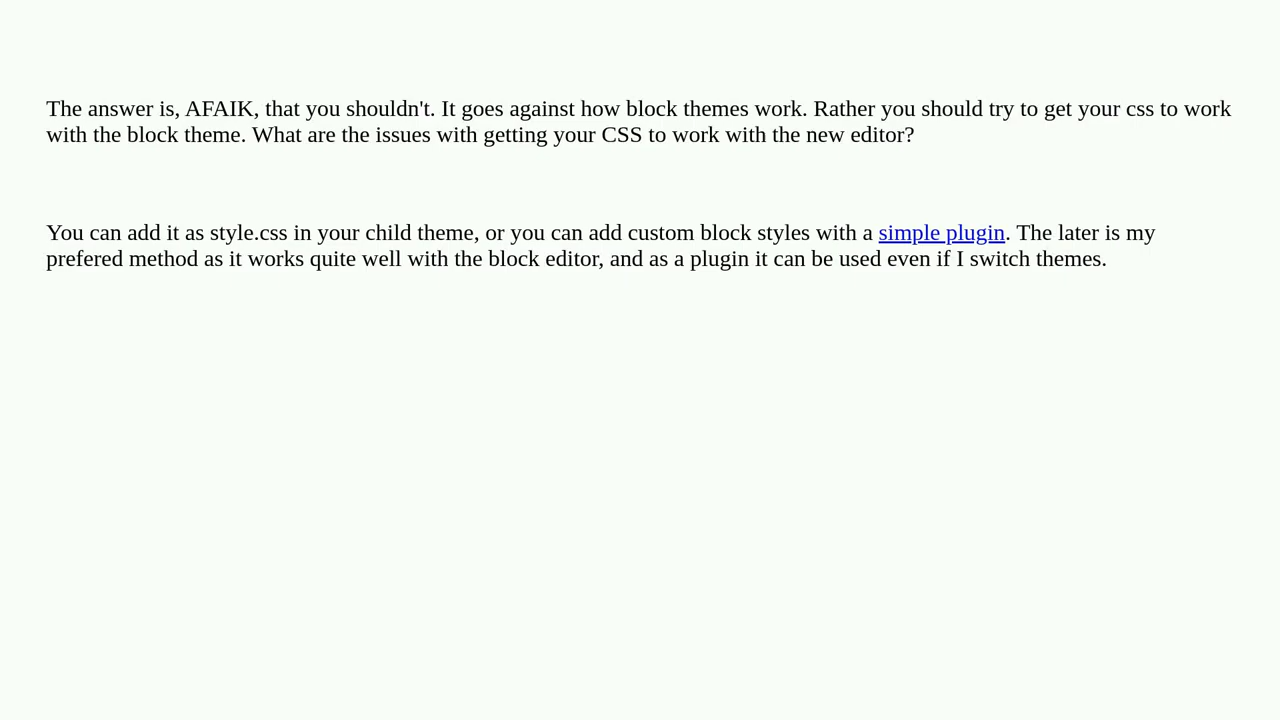 The answer is, AFAIK, that you shouldn't. It goes against how block themes work. Rather you should try to get your css to work
with the block theme. What are the issues with getting your CSS to work with the new editor?
You can add it as style.css in your child theme, or you can add custom block styles with a simple plugin. The later is my
prefered method as it works quite well with the block editor, and as a plugin it can be used even if I switch themes.